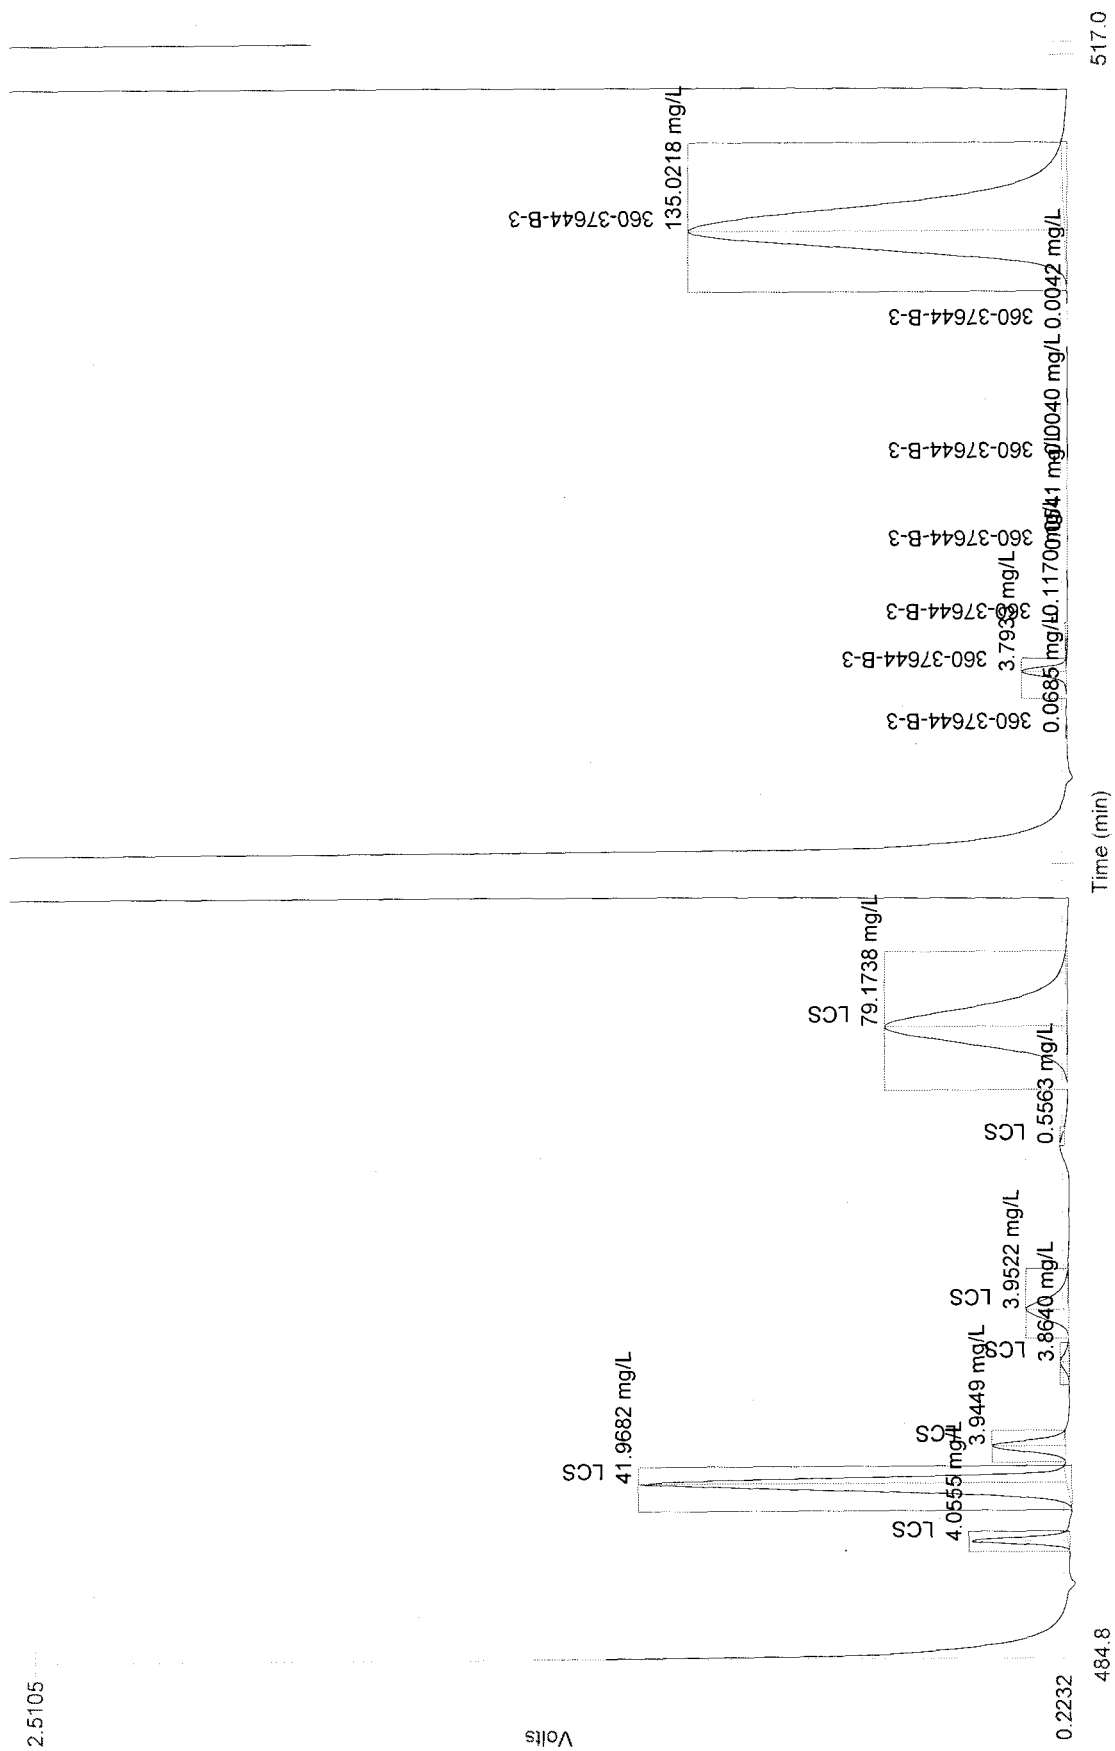 2.5105
Volts
0.2232
484.8
Time (min)
517.0
LCS
4.0555 mg/L
LCS
41.9682 mg/L
LCS
3.9449 mg/L
LCS
3.8640 mg/L
LCS
3.9522 mg/L
LCS
0.5563 mg/L
LCS
79.1738 mg/L
360-37644-B-3
0.0685 mg/L
360-37644-B-3
3.7933 mg/L
360-37644-B-3
0.1170 mg/L
360-37644-B-3
0.0541 mg/L
360-37644-B-3
0.0040 mg/L
360-37644-B-3
0.0042 mg/L
360-37644-B-3
135.0218 mg/L